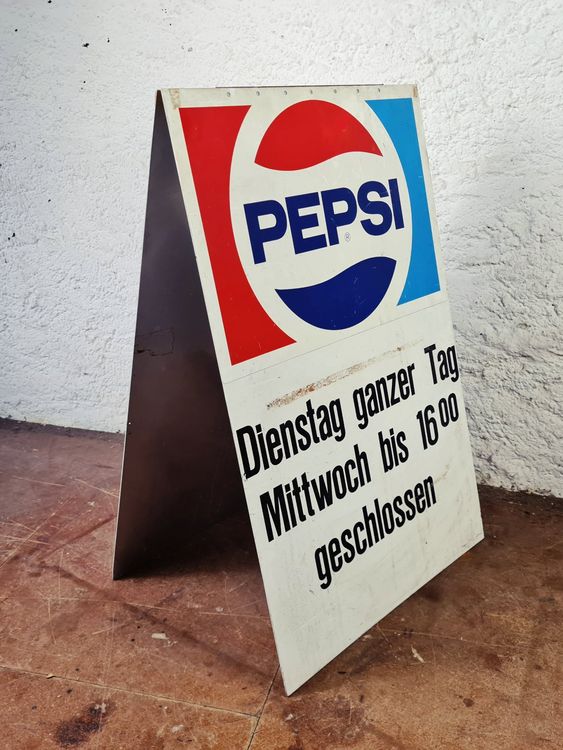 PEPSI
®
Dienstag ganzer Tag
Mittwoch bis 16 00
geschlossen